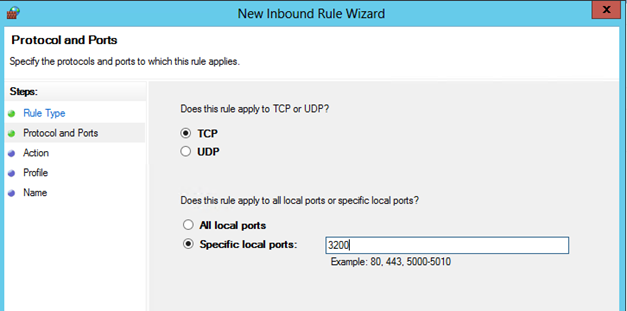 New Inbound Rule Wizard
x
Protocol and Ports
Specify the protocols and ports to which this rule applies.
Steps:
Rule Type
Protocol and Ports
Action
Profile
Name
Does this rule apply to TCP or UDP?
TCP
UDP
Does this rule apply to all local ports or specific local ports?
All local ports
Specific local ports:
3200
Example: 80, 443, 5000-5010